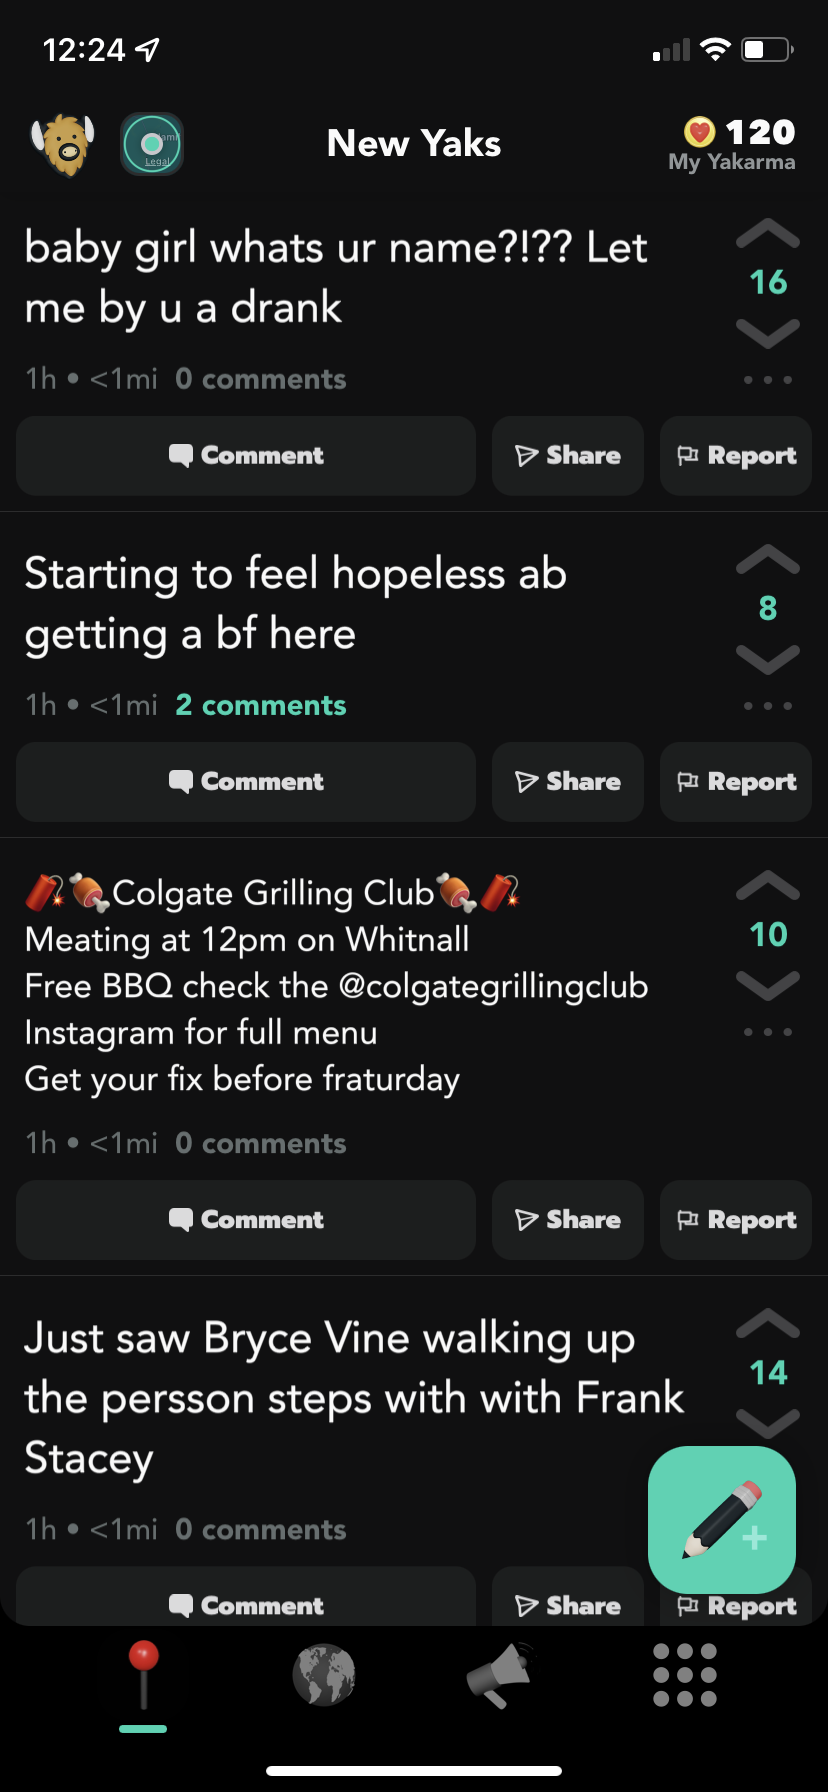 12:24
New Yaks
120
My Yakarma
Legal
baby girl whats ur name?!?? Let
me by u a drank
16
1h • <1mi 0 comments
Comment
Share
Report
Starting to feel hopeless ab
getting a bf here
8
1h • <1mi 2 comments
Comment
Share
Report
🧨🍖Colgate Grilling Club🍖🧨
Meating at 12pm on Whitnall
Free BBQ check the @colgategrillingclub
Instagram for full menu
Get your fix before fraturday
10
1h • <1mi 0 comments
Comment
Share
Report
Just saw Bryce Vine walking up
the persson steps with with Frank
Stacey
14
1h • <1mi 0 comments
Comment
Share
Report